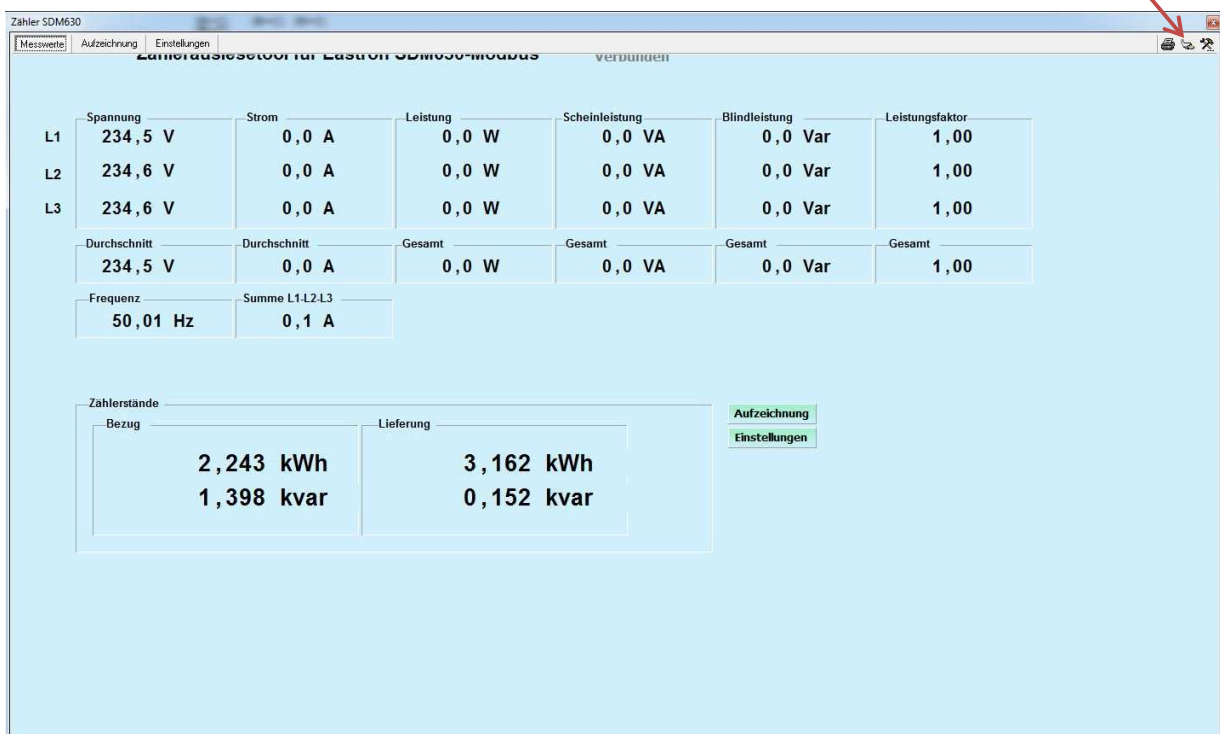 Zähler SDM630
Messwerte Aufzeichnung Einstellungen
Zählerauslesetool für Eastron SDM630-Modbus Verbunden
Spannung Strom Leistung Scheinleistung Blindleistung Leistungsfaktor
L1 234,5 V 0,0 A 0,0 W 0,0 VA 0,0 Var 1,00
L2 234,6 V 0,0 A 0,0 W 0,0 VA 0,0 Var 1,00
L3 234,6 V 0,0 A 0,0 W 0,0 VA 0,0 Var 1,00
Durchschnitt Durchschnitt Gesamt Gesamt Gesamt Gesamt
234,5 V 0,0 A 0,0 W 0,0 VA 0,0 Var 1,00
Frequenz Summe L1-L2-L3
50,01 Hz 0,1 A
Zählerstände
Bezug Lieferung
2,243 kWh 3,162 kWh
1,398 kvar 0,152 kvar
Aufzeichnung
Einstellungen